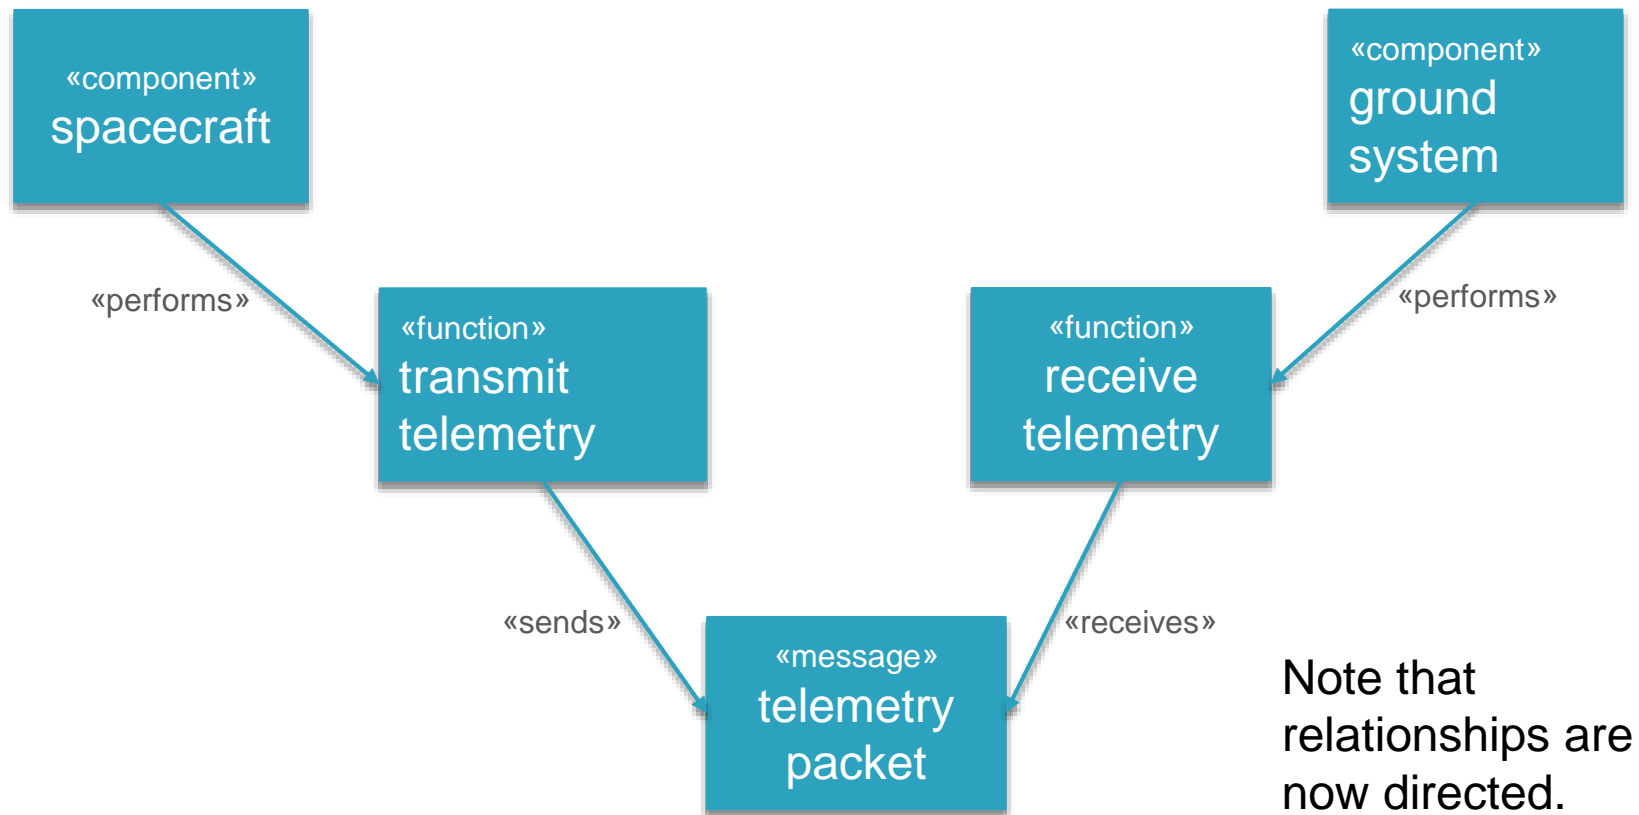 «component»
spacecraft
«component»
ground
system
«performs»
«performs»
«function»
transmit
telemetry
«function»
receive
telemetry
«sends»
«receives»
«message»
telemetry
packet
Note that
relationships are
now directed.